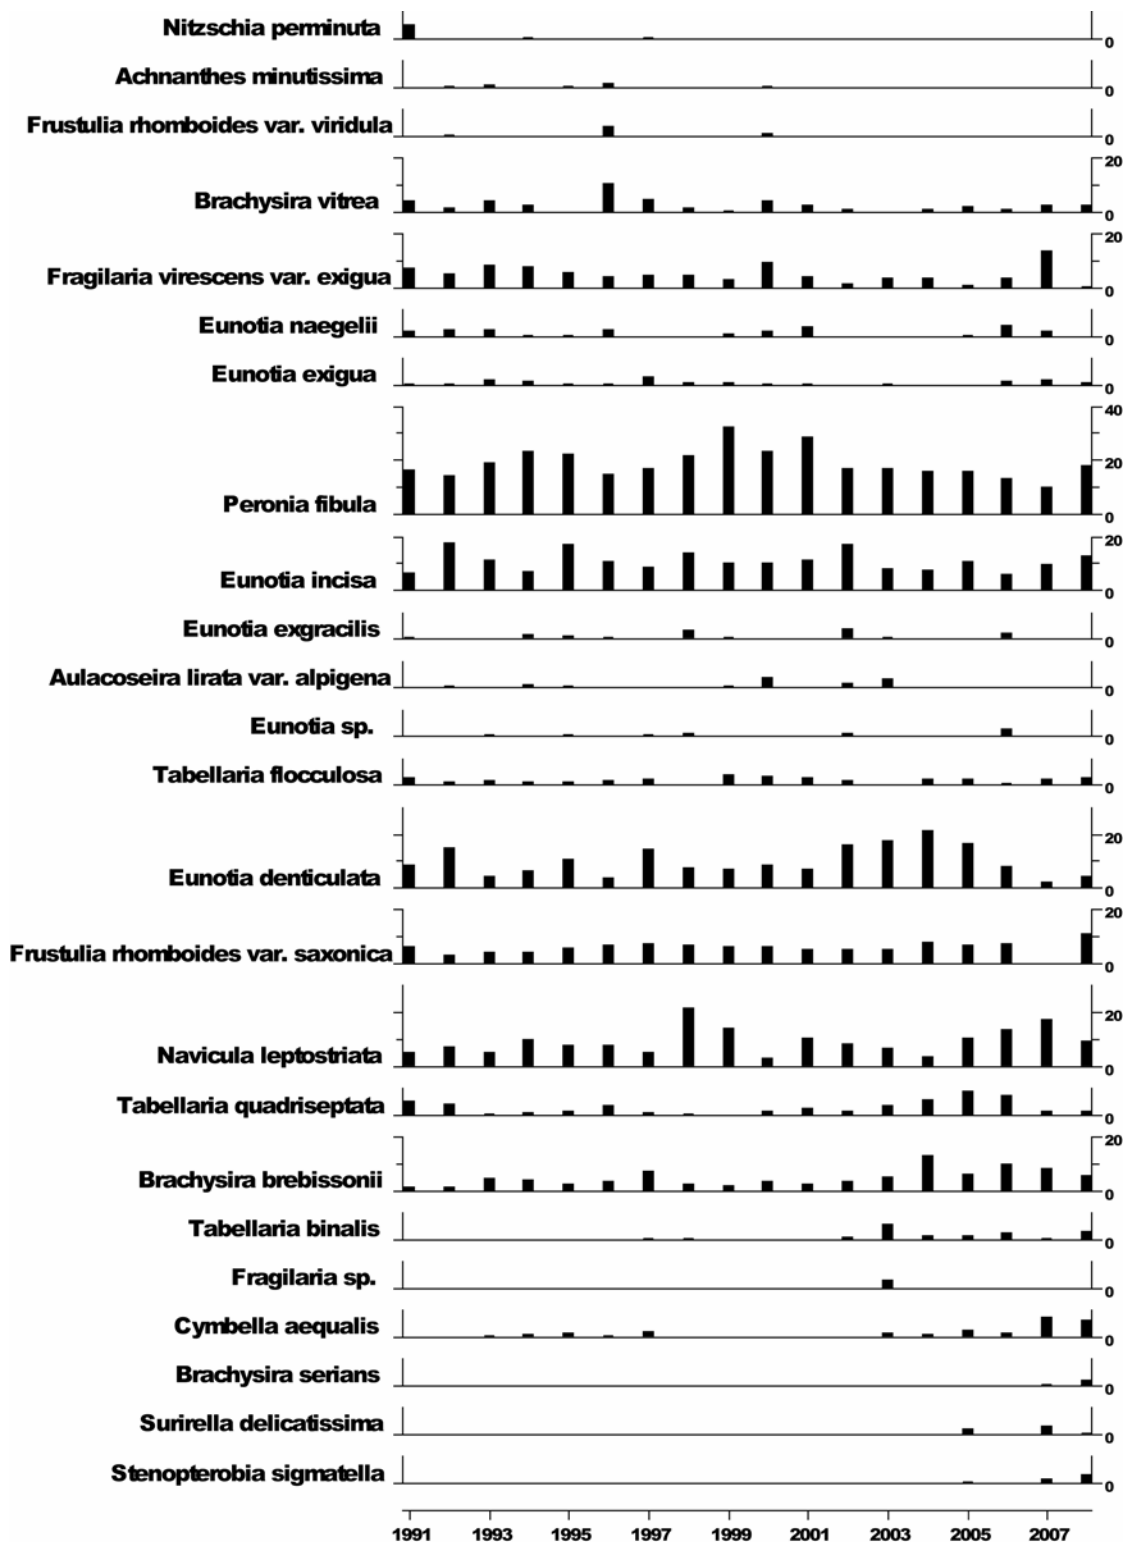 Nitzschia perminuta
0
Achnanthes minutissima
0
Frustulia rhomboides var. viridula
0
20
Brachysira vitrea
0
20
Fragilaria virescens var. exigua
0
Eunotia naegelii
0
Eunotia exigua
0
40
20
Peronia fibula
0
20
Eunotia incisa
0
Eunotia exgracilis
0
Aulacoseira lirata var. alpigena
0
Eunotia sp.
0
Tabellaria flocculosa
0
20
Eunotia denticulata
0
20
Frustulia rhomboides var. saxonica
0
20
Navicula leptostriata
0
Tabellaria quadriseptata
0
20
Brachysira brebissonii
0
Tabellaria binalis
0
Fragilaria sp.
0
Cymbella aequalis
0
Brachysira serians
0
Surirella delicatissima
0
Stenopterobia sigmatella
0
1991 1993 1995 1997 1999 2001 2003 2005 2007